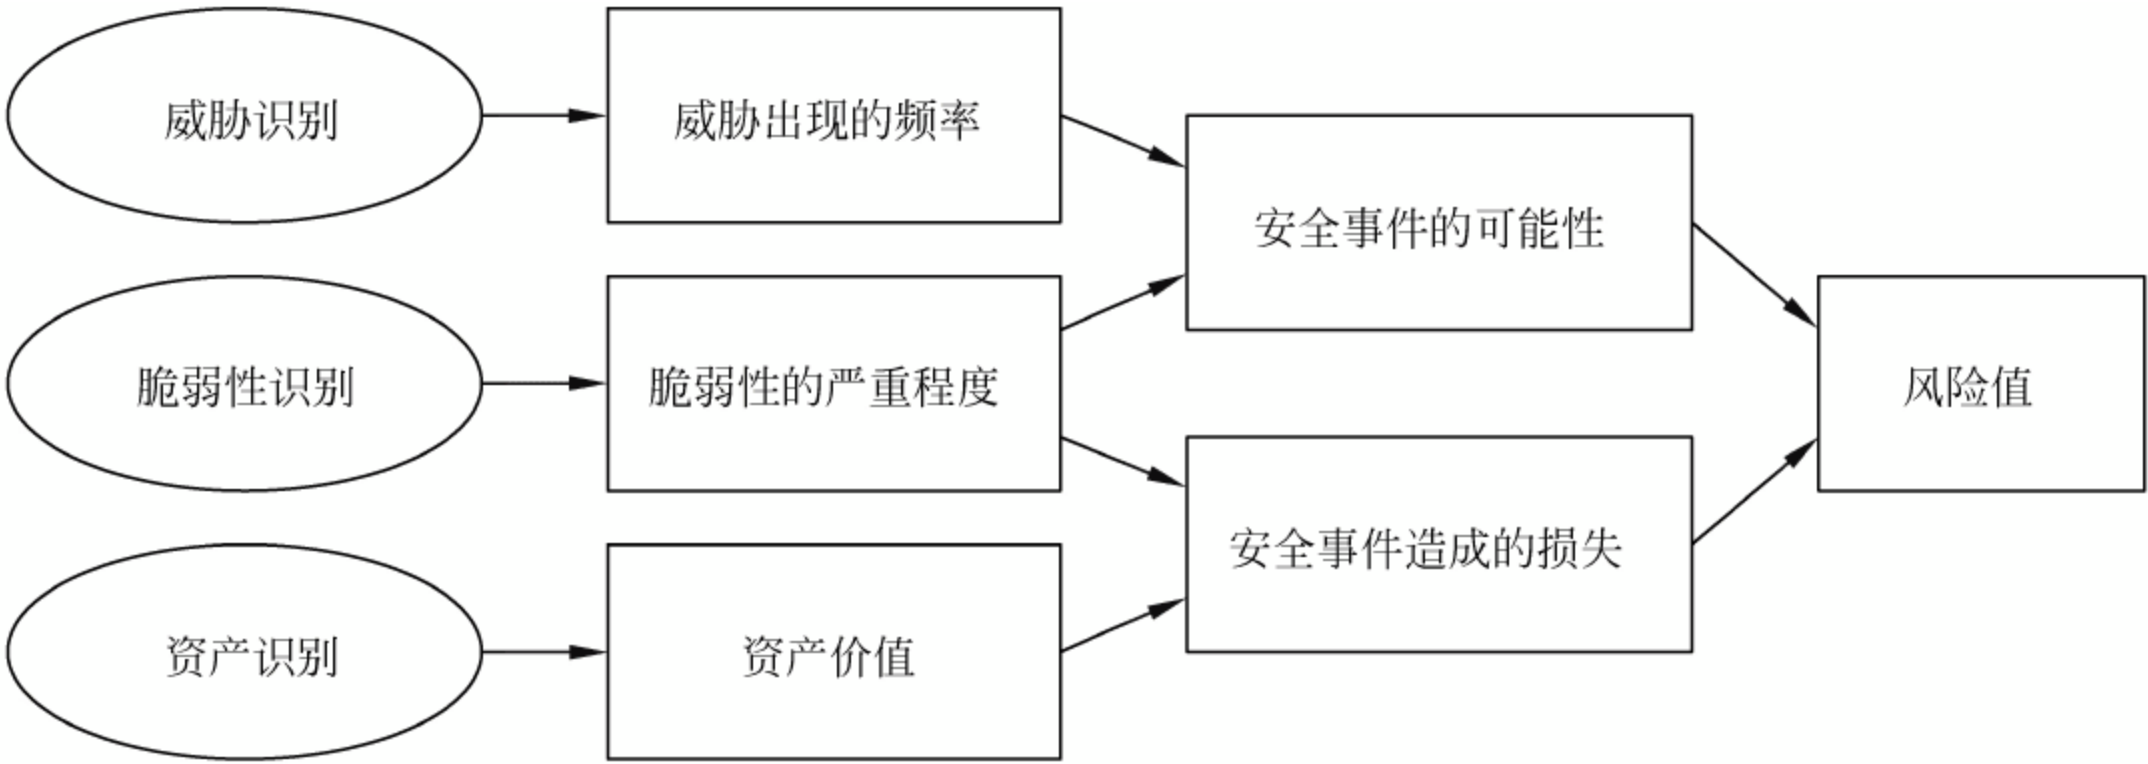 威胁识别
威胁出现的频率
安全事件的可能性
脆弱性识别
脆弱性的严重程度
风险值
安全事件造成的损失
资产识别
资产价值